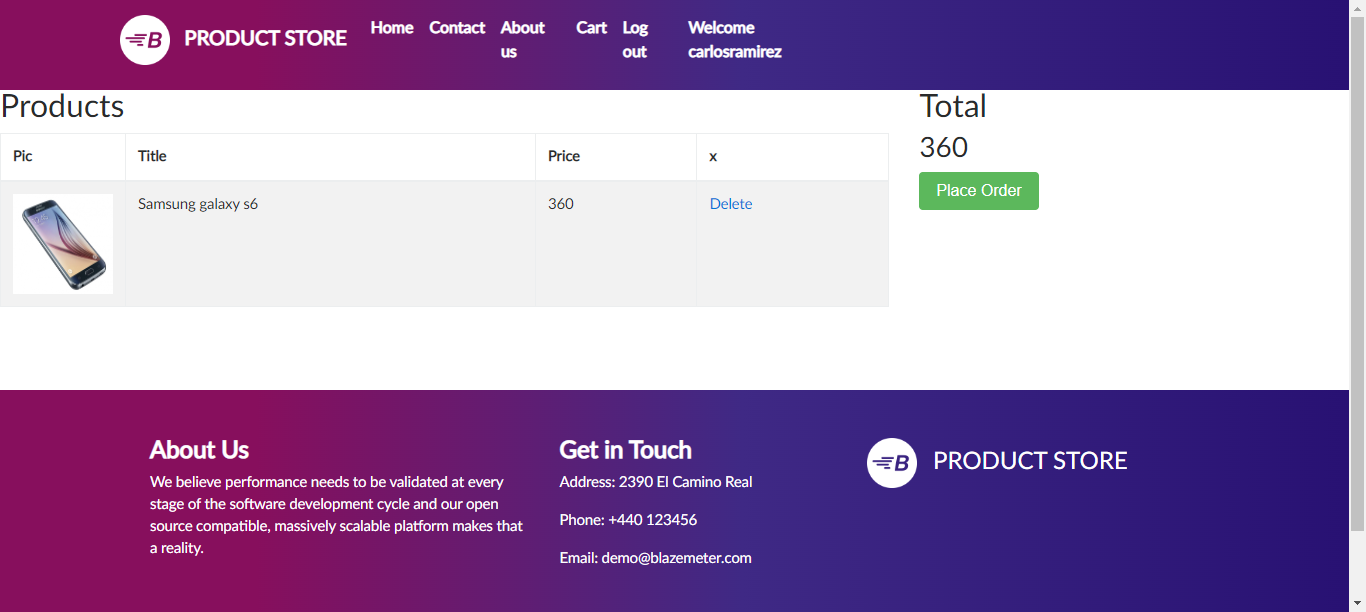 B PRODUCT STORE Home Contact About us Cart Log out Welcome carlosramirez
Products
Pic Title Price x
Samsung galaxy s6 360 Delete
Total
360
Place Order
About Us
We believe performance needs to be validated at every
stage of the software development cycle and our open
source compatible, massively scalable platform makes that
a reality.
Get in Touch
Address: 2390 El Camino Real
Phone: +440 123456
Email: demo@blazemeter.com
B PRODUCT STORE